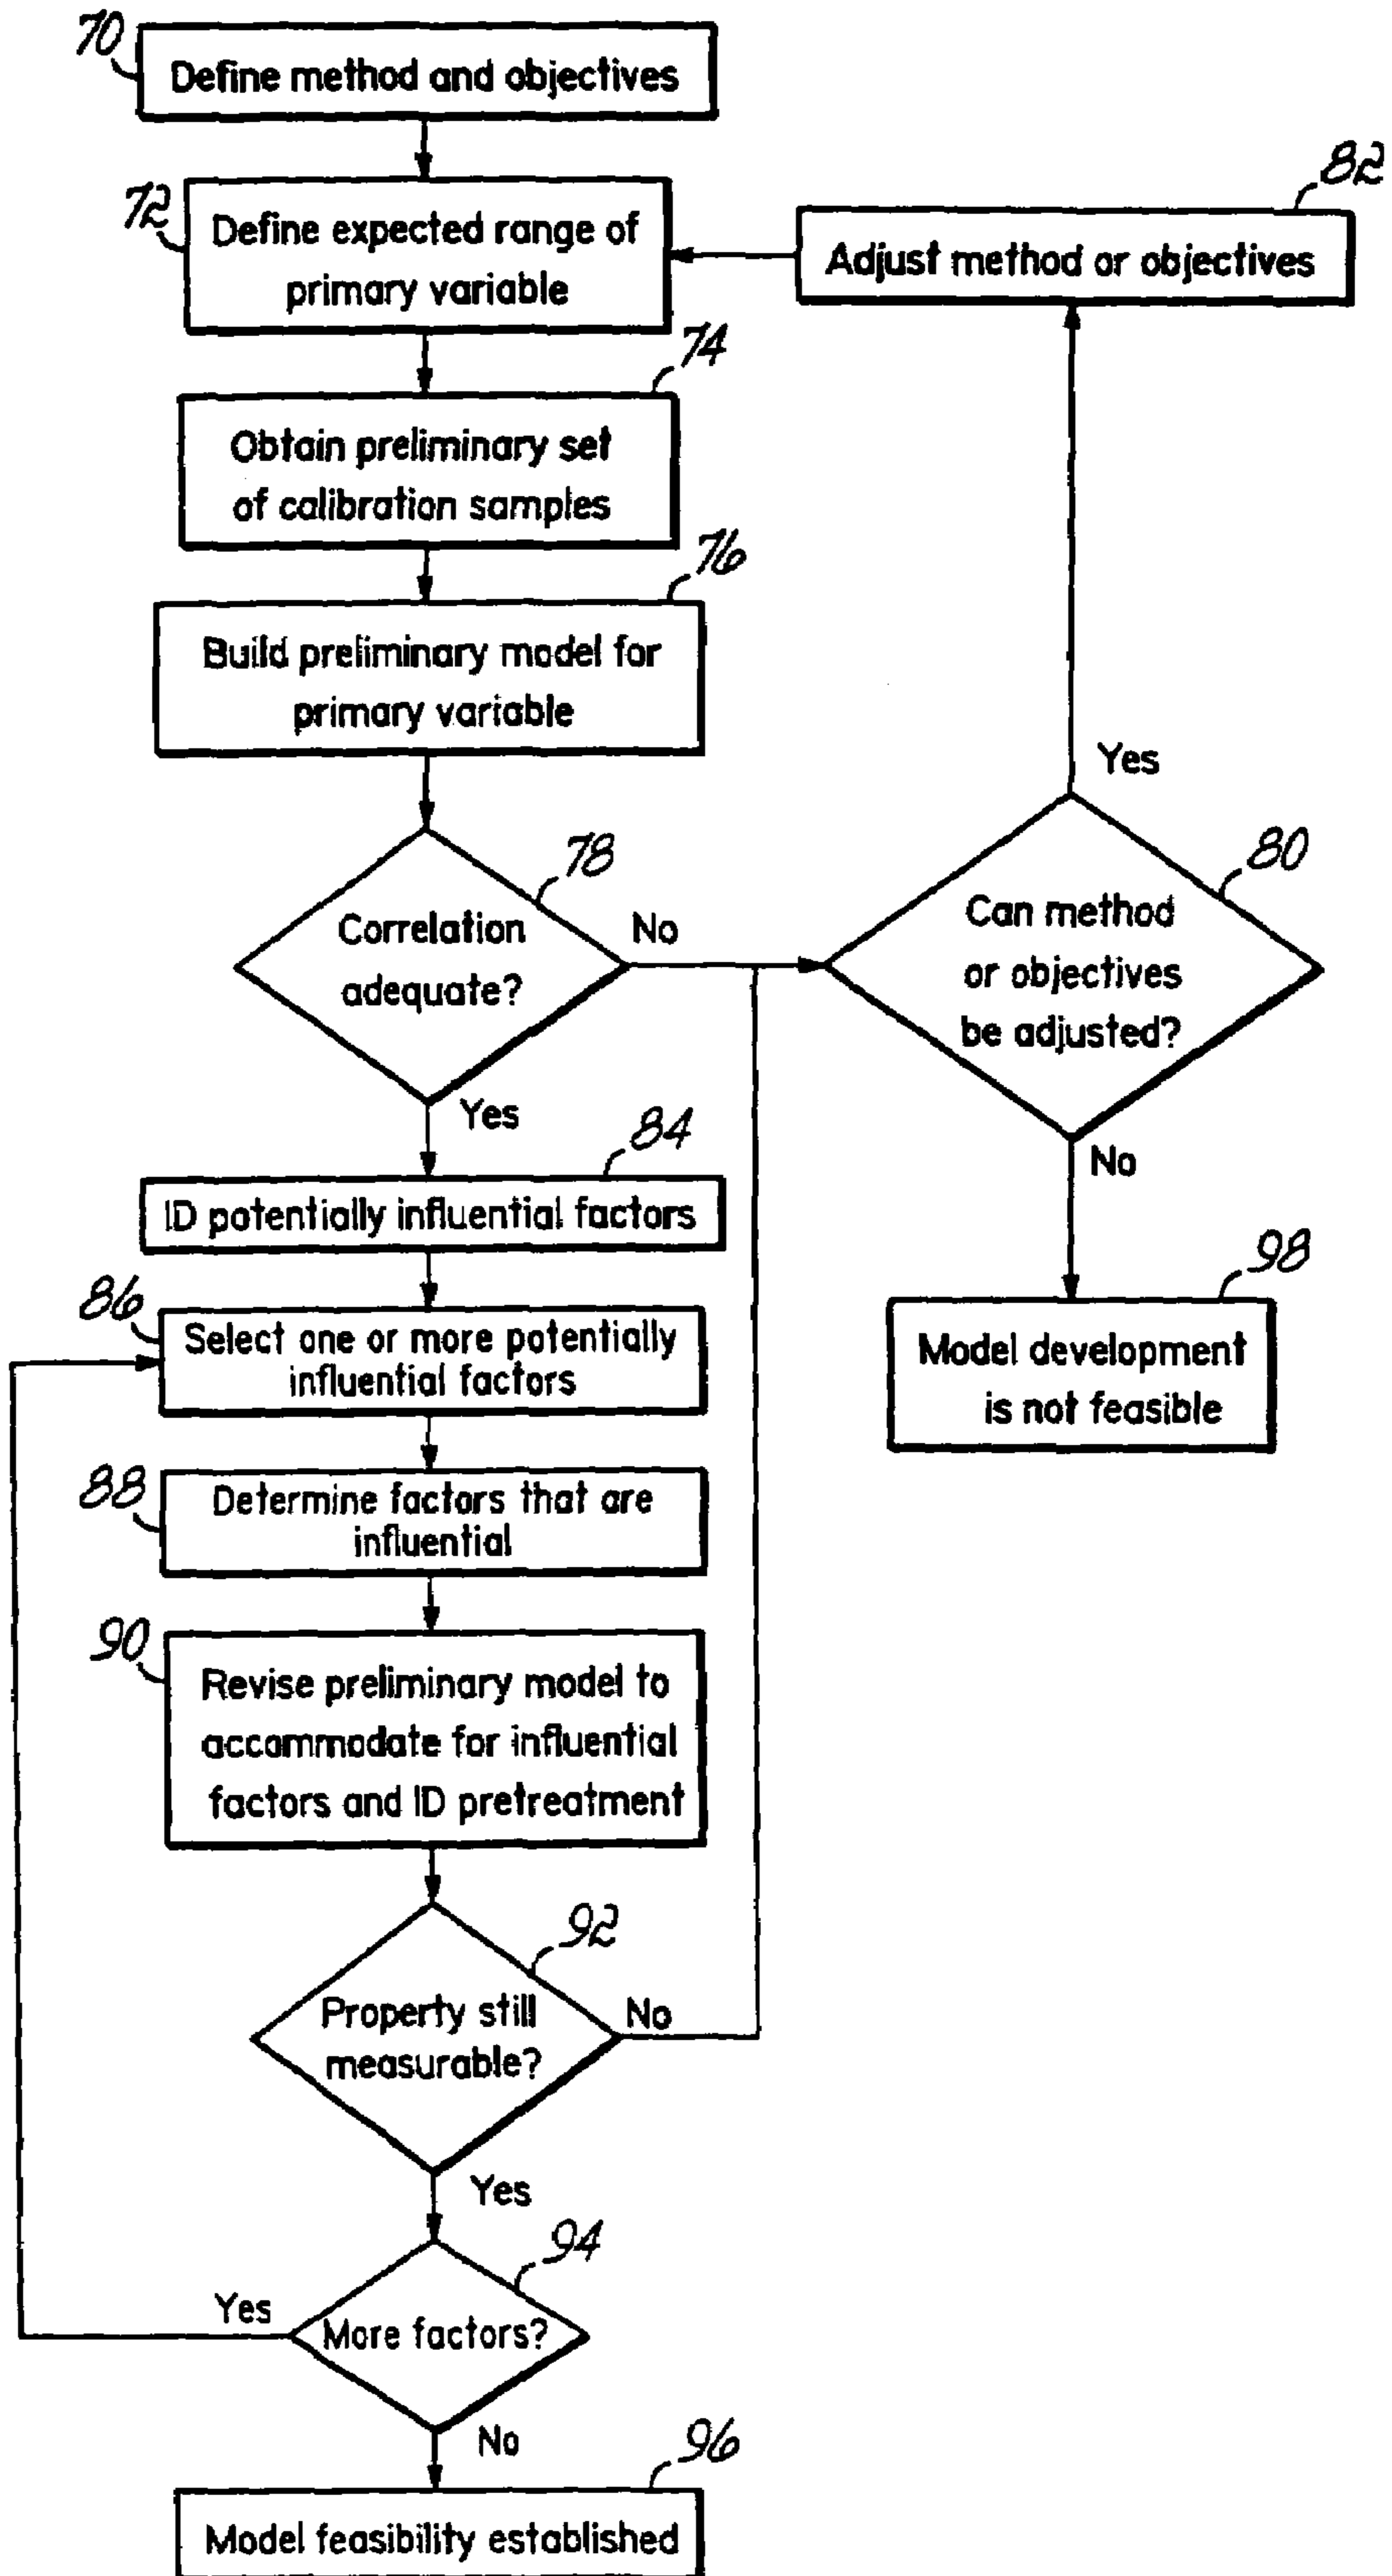 70
Define method and objectives
82
72
Define expected range of
primary variable
Adjust method or objectives
74
Obtain preliminary set
of calibration samples
76
Build preliminary model for
primary variable
Yes
78
Correlation
adequate?
No
80
Can method
or objectives
be adjusted?
Yes
No
84
ID potentially influential factors
86
Select one or more potentially
influential factors
98
Model development
is not feasible
88
Determine factors that are
influential
90
Revise preliminary model to
accommodate for influential
factors and ID pretreatment
92
Property still
measurable?
No
Yes
94
Yes
More factors?
No
96
Model feasibility established